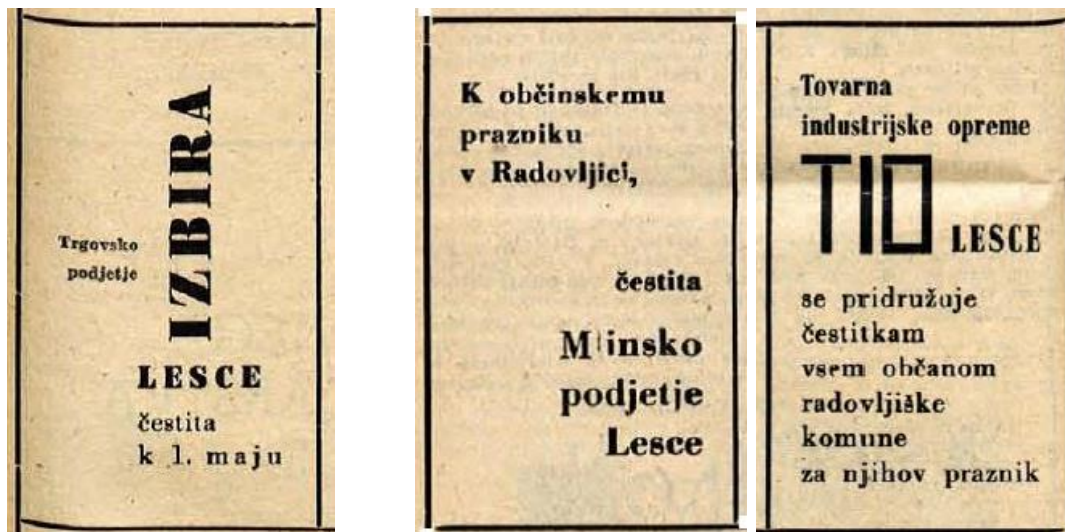 Trgovsko
podjetje
IZBIRA
LESCE
čestita
k 1. maju
K občinskemu
prazniku
v Radovljici,
čestita
Mlinsko
podjetje
Lesce
Tovarna
industrijske opreme
TIO LESCE
se pridružuje
čestitkam
vsem občanom
radovljiške
komune
za njihov praznik